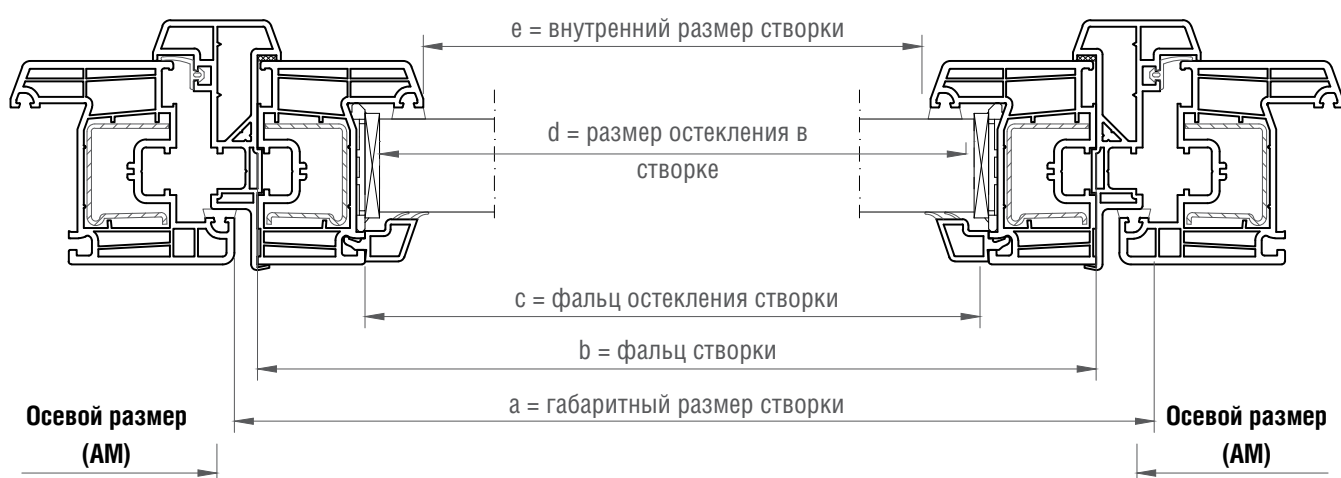 e = внутренний размер створки
d = размер остекления в
створке
c = фальц остекления створки
b = фальц створки
a = габаритный размер створки
Осевой размер
(AM)
Осевой размер
(AM)